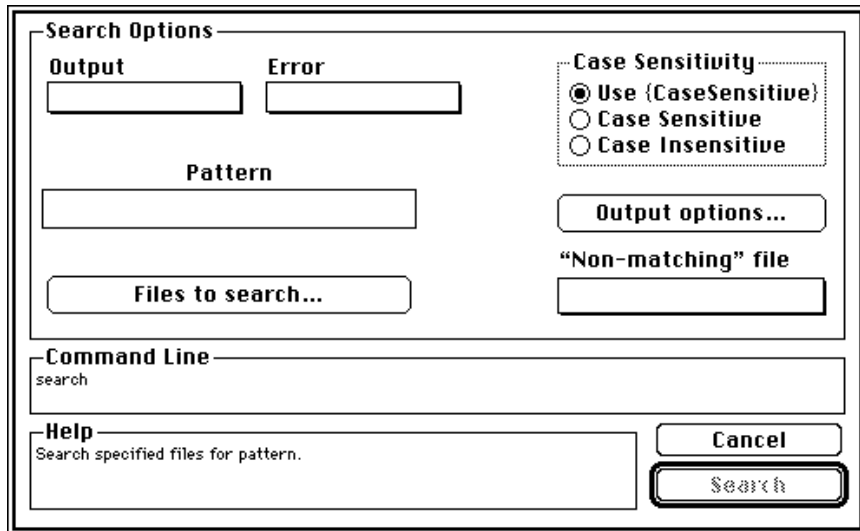 Search Options
Output
Error
Case Sensitivity
Use {CaseSensitive}
Case Sensitive
Case Insensitive
Pattern
Output options...
“Non-matching” file
Files to search...
Command Line
search
Help
Search specified files for pattern.
Cancel
Search